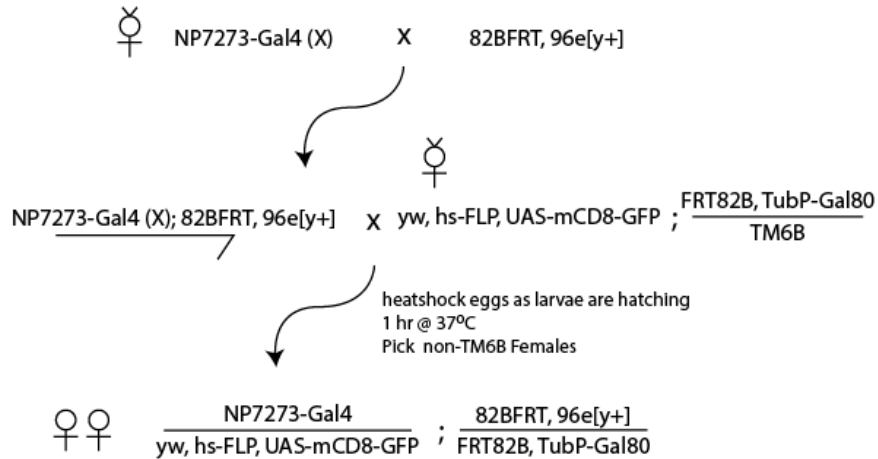 NP7273-Gal4 (X) X 82BFRT, 96e[y+]
NP7273-Gal4 (X); 82BFRT, 96e[y+] X yw, hs-FLP, UAS-mCD8-GFP ; FRT82B, TubP-Gal80
TM6B
heatshock eggs as larvae are hatching
1 hr @ 37ºC
Pick non-TM6B Females
NP7273-Gal4 ; 82BFRT, 96e[y+]
yw, hs-FLP, UAS-mCD8-GFP FRT82B, TubP-Gal80